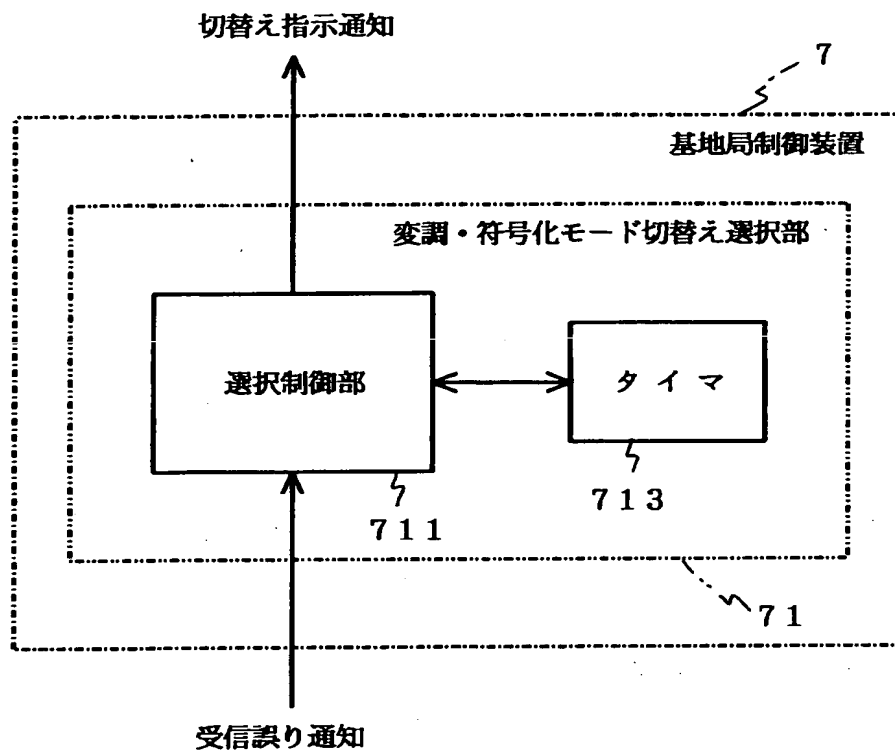 切替え指示通知
7
基地局制御装置
変調・符号化モード切替え選択部
選択制御部
タイマ
711
713
71
受信誤り通知